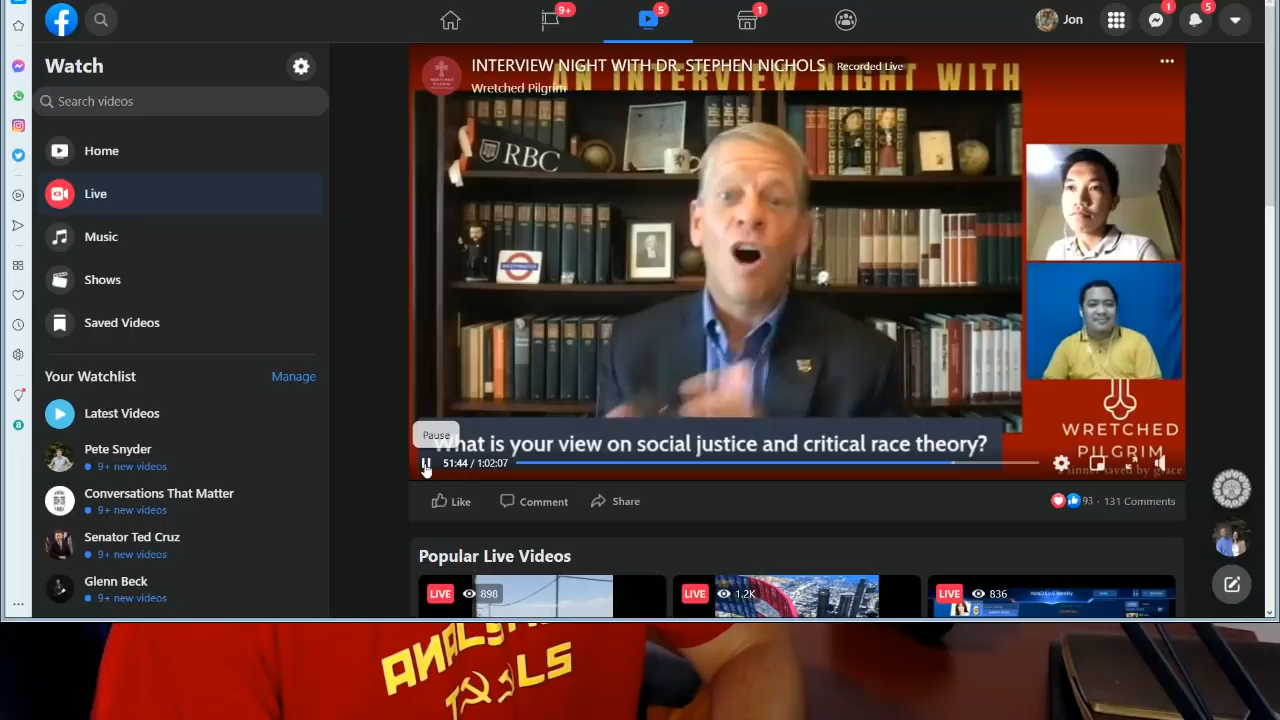 9+
5
1
Jon
1
5
Watch
Search videos
Home
Live
Music
Shows
Saved Videos
Your Watchlist
Manage
Latest Videos
Pete Snyder
9+ new videos
Conversations That Matter
9+ new videos
Senator Ted Cruz
9+ new videos
Glenn Beck
9+ new videos
AN INTERVIEW NIGHT WITH
INTERVIEW NIGHT WITH DR. STEPHEN NICHOLS
Recorded Live
Wretched Pilgrim
RBC
Pause
What is your view on social justice and critical race theory?
51:44 / 1:02:07
WRETCHED
PILGRIM
a sinner saved by grace
Like
Comment
Share
93 · 131 Comments
Popular Live Videos
LIVE
898
LIVE
1.2K
LIVE
836